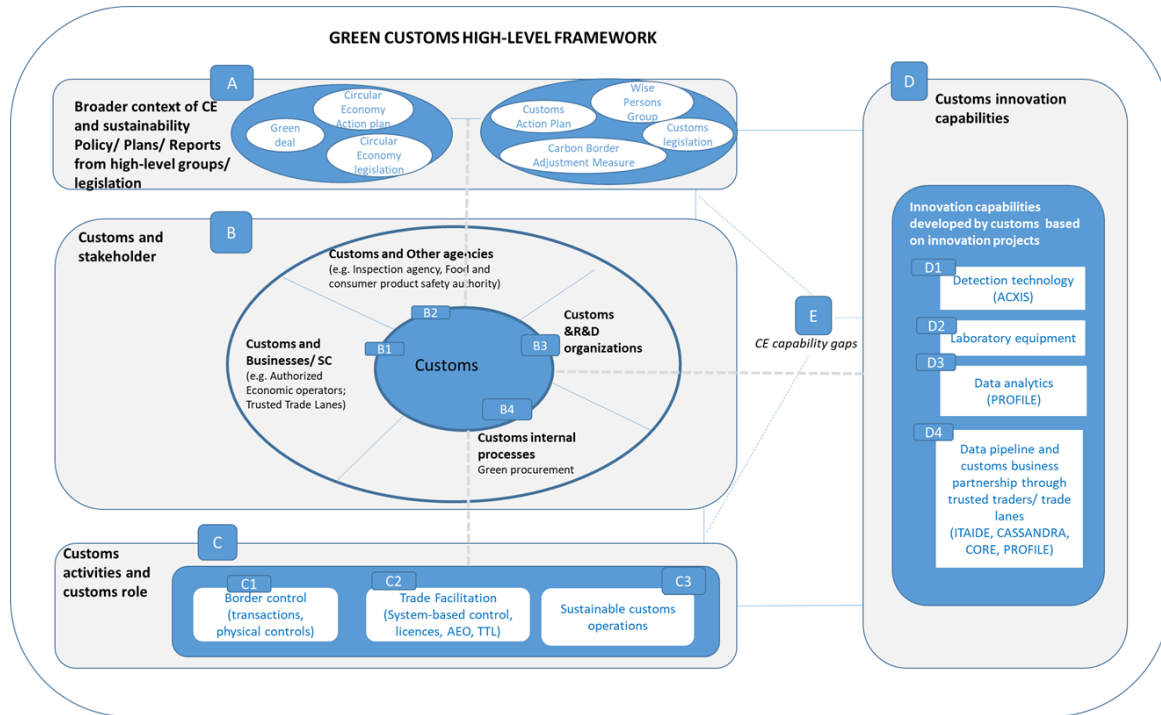 GREEN CUSTOMS HIGH-LEVEL FRAMEWORK
A
Broader context of CE
and sustainability
Policy/ Plans/ Reports
from high-level groups/
legislation
Circular
Economy
Action plan
Green
deal
Circular
Economy
legislation
Customs
Action Plan
Wise
Persons
Group
Customs
legislation
Carbon Border
Adjustment Measure
B
Customs and
stakeholder
Customs and Other agencies
(e.g. Inspection agency, Food and
consumer product safety authority)
B2
B1
Customs and
Businesses/ SC
(e.g. Authorized
Economic operators;
Trusted Trade Lanes)
Customs
B3
Customs
&R&D
organizations
B4
Customs internal
processes
Green procurement
C
Customs
activities and
customs role
C1
Border control
(transactions,
physical controls)
C2
Trade Facilitation
(System-based control,
licences, AEO, TTL)
C3
Sustainable customs
operations
E
CE capability gaps
D
Customs innovation
capabilities
Innovation capabilities
developed by customs based
on innovation projects
D1
Detection technology
(ACXIS)
D2
Laboratory equipment
D3
Data analytics
(PROFILE)
D4
Data pipeline and
customs business
partnership through
trusted traders/ trade
lanes
(ITAIDE, CASSANDRA,
CORE, PROFILE)